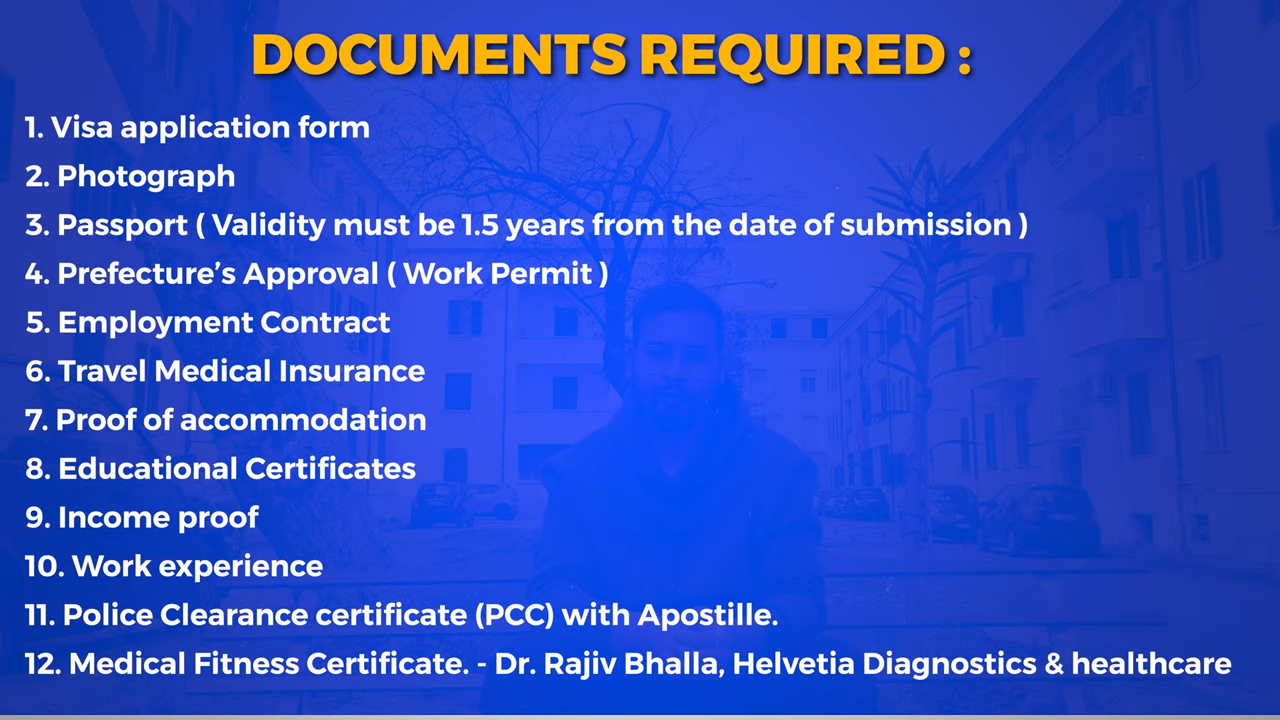 DOCUMENTS REQUIRED :
1. Visa application form
2. Photograph
3. Passport ( Validity must be 1.5 years from the date of submission )
4. Prefecture’s Approval ( Work Permit )
5. Employment Contract
6. Travel Medical Insurance
7. Proof of accommodation
8. Educational Certificates
9. Income proof
10. Work experience
11. Police Clearance certificate (PCC) with Apostille.
12. Medical Fitness Certificate. - Dr. Rajiv Bhalla, Helvetia Diagnostics & healthcare